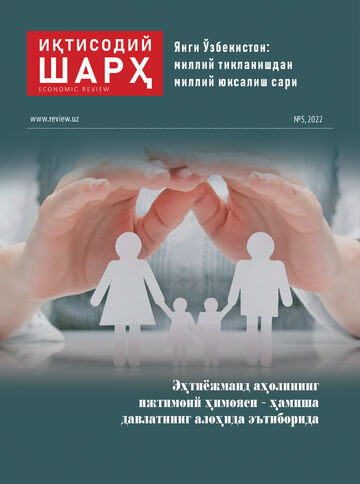 ИҚТИСОДИЙ
ШАРҲ
ECONOMIC REVIEW
Янги Ўзбекистон:
миллий тикланишдан
миллий юксалиш сари
www.review.uz
№5, 2022
Эҳтиёжманд аҳолининг
ижтимоий ҳимояси - ҳамиша
давлатнинг алоҳида эътиборида